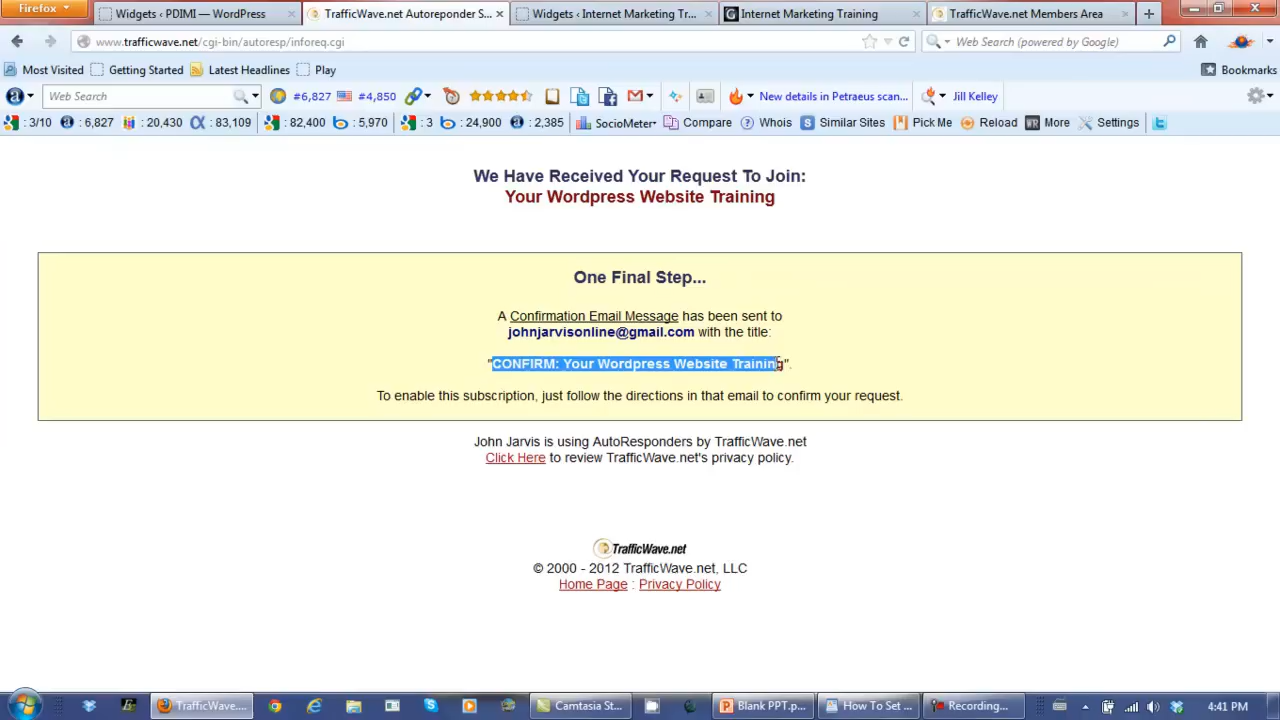 Firefox
Widgets ‹ PDIMI — WordPress
TrafficWave.net Autoreponder S...
Widgets ‹ Internet Marketing Tr...
Internet Marketing Training
TrafficWave.net Members Area
www.trafficwave.net/cgi-bin/autoresp/inforeq.cgi
Web Search (powered by Google)
Most Visited
Getting Started
Latest Headlines
Play
Bookmarks
Web Search
#6,827
#4,850
New details in Petraeus scan...
Jill Kelley
: 3/10
: 6,827
: 20,430
: 83,109
: 82,400
: 5,970
: 3
: 24,900
: 2,385
SocioMeter
Compare
Whois
Similar Sites
Pick Me
Reload
More
Settings
We Have Received Your Request To Join:
Your Wordpress Website Training
One Final Step...
A Confirmation Email Message has been sent to
johnjarvisonline@gmail.com with the title:
"CONFIRM: Your Wordpress Website Training".
To enable this subscription, just follow the directions in that email to confirm your request.
John Jarvis is using AutoResponders by TrafficWave.net
Click Here to review TrafficWave.net's privacy policy.
TrafficWave.net
© 2000 - 2012 TrafficWave.net, LLC
Home Page : Privacy Policy
TrafficWave....
Camtasia St...
Blank PPT.p...
How To Set ...
Recording...
4:41 PM